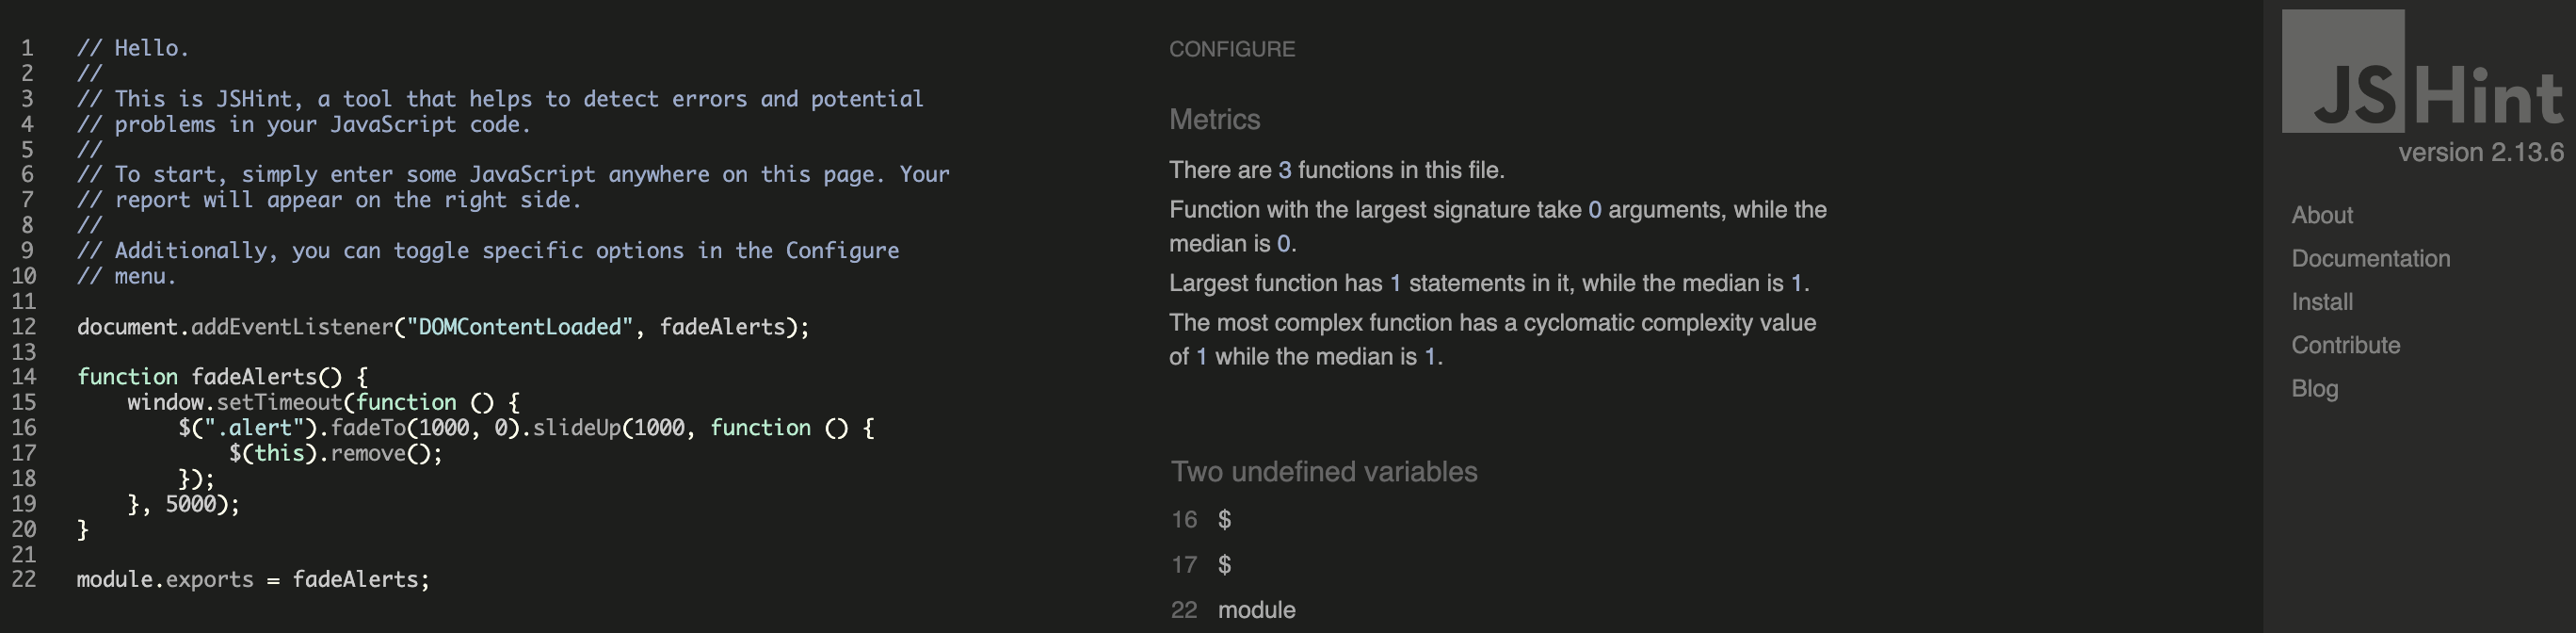 1 // Hello.
2 //
3 // This is JSHint, a tool that helps to detect errors and potential
4 // problems in your JavaScript code.
5 //
6 // To start, simply enter some JavaScript anywhere on this page. Your
7 // report will appear on the right side.
8 //
9 // Additionally, you can toggle specific options in the Configure
10 // menu.
11
12 document.addEventListener("DOMContentLoaded", fadeAlerts);
13
14 function fadeAlerts() {
15     window.setTimeout(function () {
16         $(".alert").fadeTo(1000, 0).slideUp(1000, function () {
17             $(this).remove();
18         });
19     }, 5000);
20 }
21
22 module.exports = fadeAlerts;
CONFIGURE
Metrics
There are 3 functions in this file.
Function with the largest signature take 0 arguments, while the
median is 0.
Largest function has 1 statements in it, while the median is 1.
The most complex function has a cyclomatic complexity value
of 1 while the median is 1.
Two undefined variables
16 $
17 $
22 module
JSHint
version 2.13.6
About
Documentation
Install
Contribute
Blog